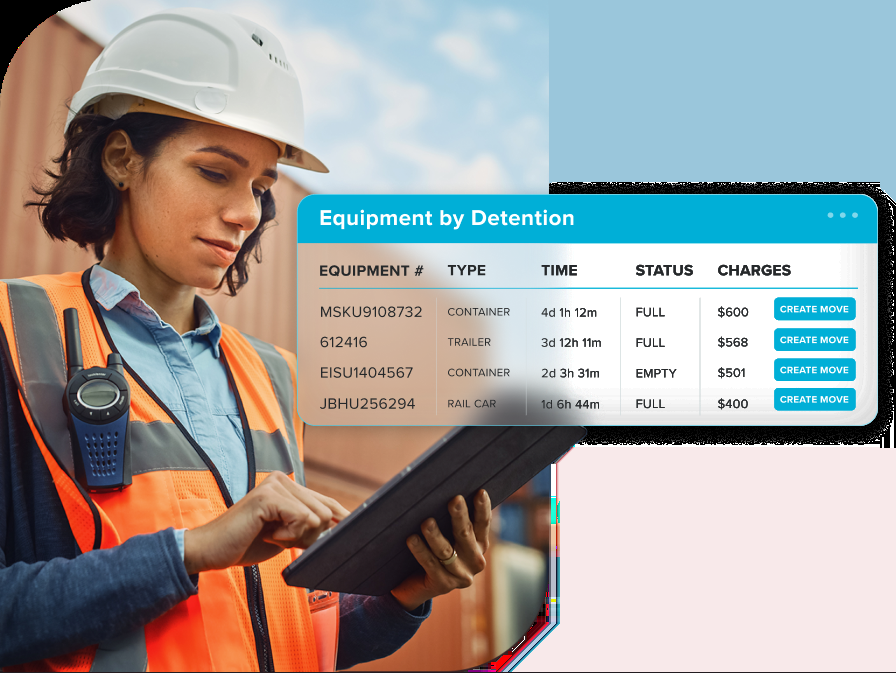 Equipment by Detention
EQUIPMENT # TYPE TIME STATUS CHARGES
MSKU9108732 CONTAINER 4d 1h 12m FULL $600 CREATE MOVE
612416 TRAILER 3d 12h 11m FULL $568 CREATE MOVE
EISU1404567 CONTAINER 2d 3h 31m EMPTY $501 CREATE MOVE
JBHU256294 RAIL CAR 1d 6h 44m FULL $400 CREATE MOVE